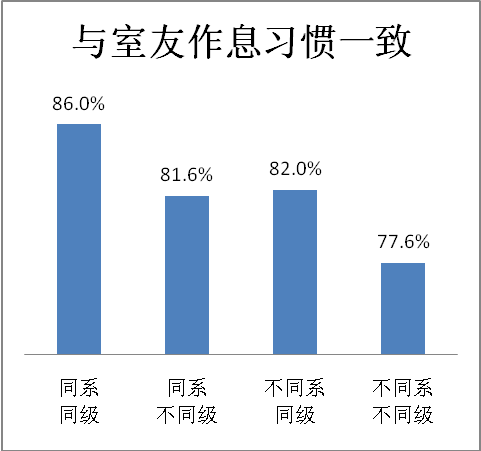 与室友作息习惯一致
86.0%
81.6%
82.0%
77.6%
同系
同级
同系
不同级
不同系
同级
不同系
不同级